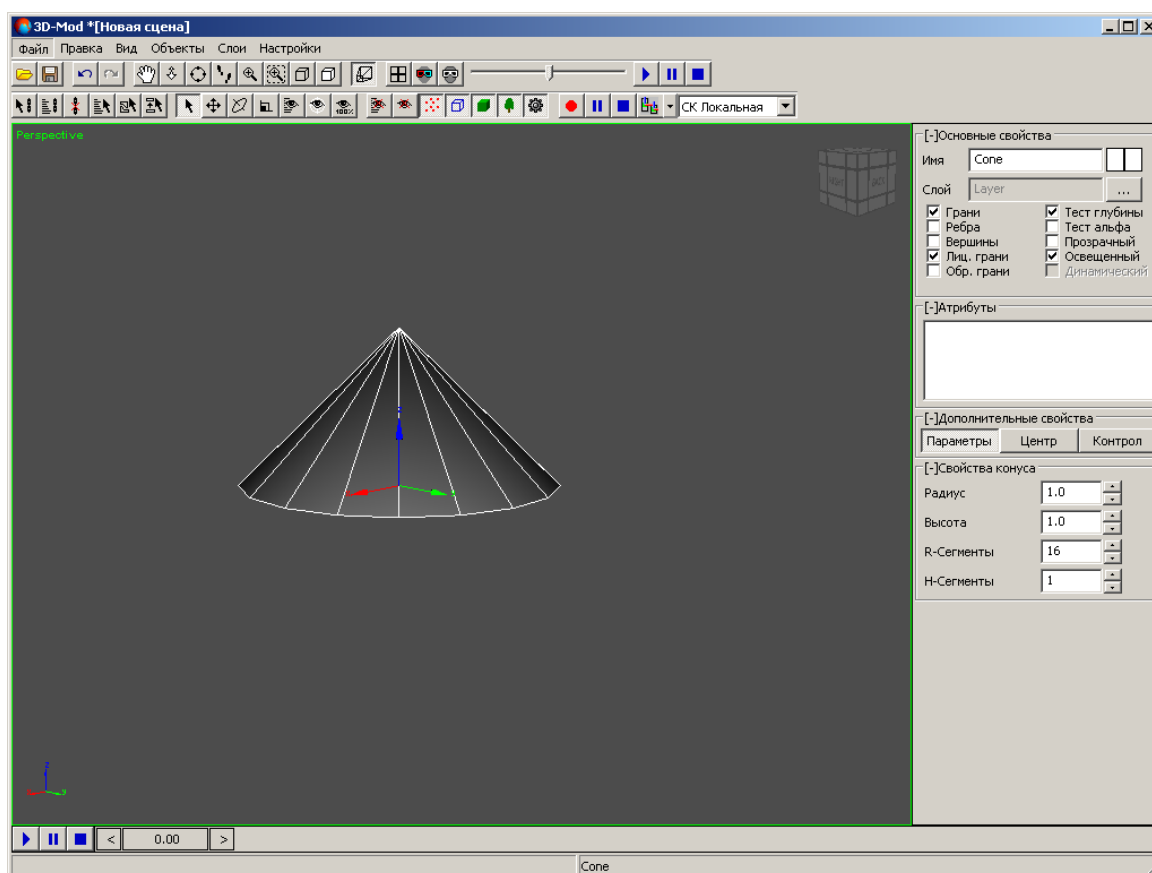 3D-Mod *[Новая сцена]
Файл Правка Вид Объекты Слои Настройки
100%
СК Локальная
Perspective
[-]Основные свойства
Имя Cone
Слой Layer ...
Грани Тест глубины
Ребра Тест альфа
Вершины Прозрачный
Лиц. грани Освещенный
Обр. грани Динамический
[-]Атрибуты
[-]Дополнительные свойства
Параметры Центр Контрол
[-]Свойства конуса
Радиус 1.0
Высота 1.0
R-Сегменты 16
H-Сегменты 1
z
y
< 0.00 >
Cone